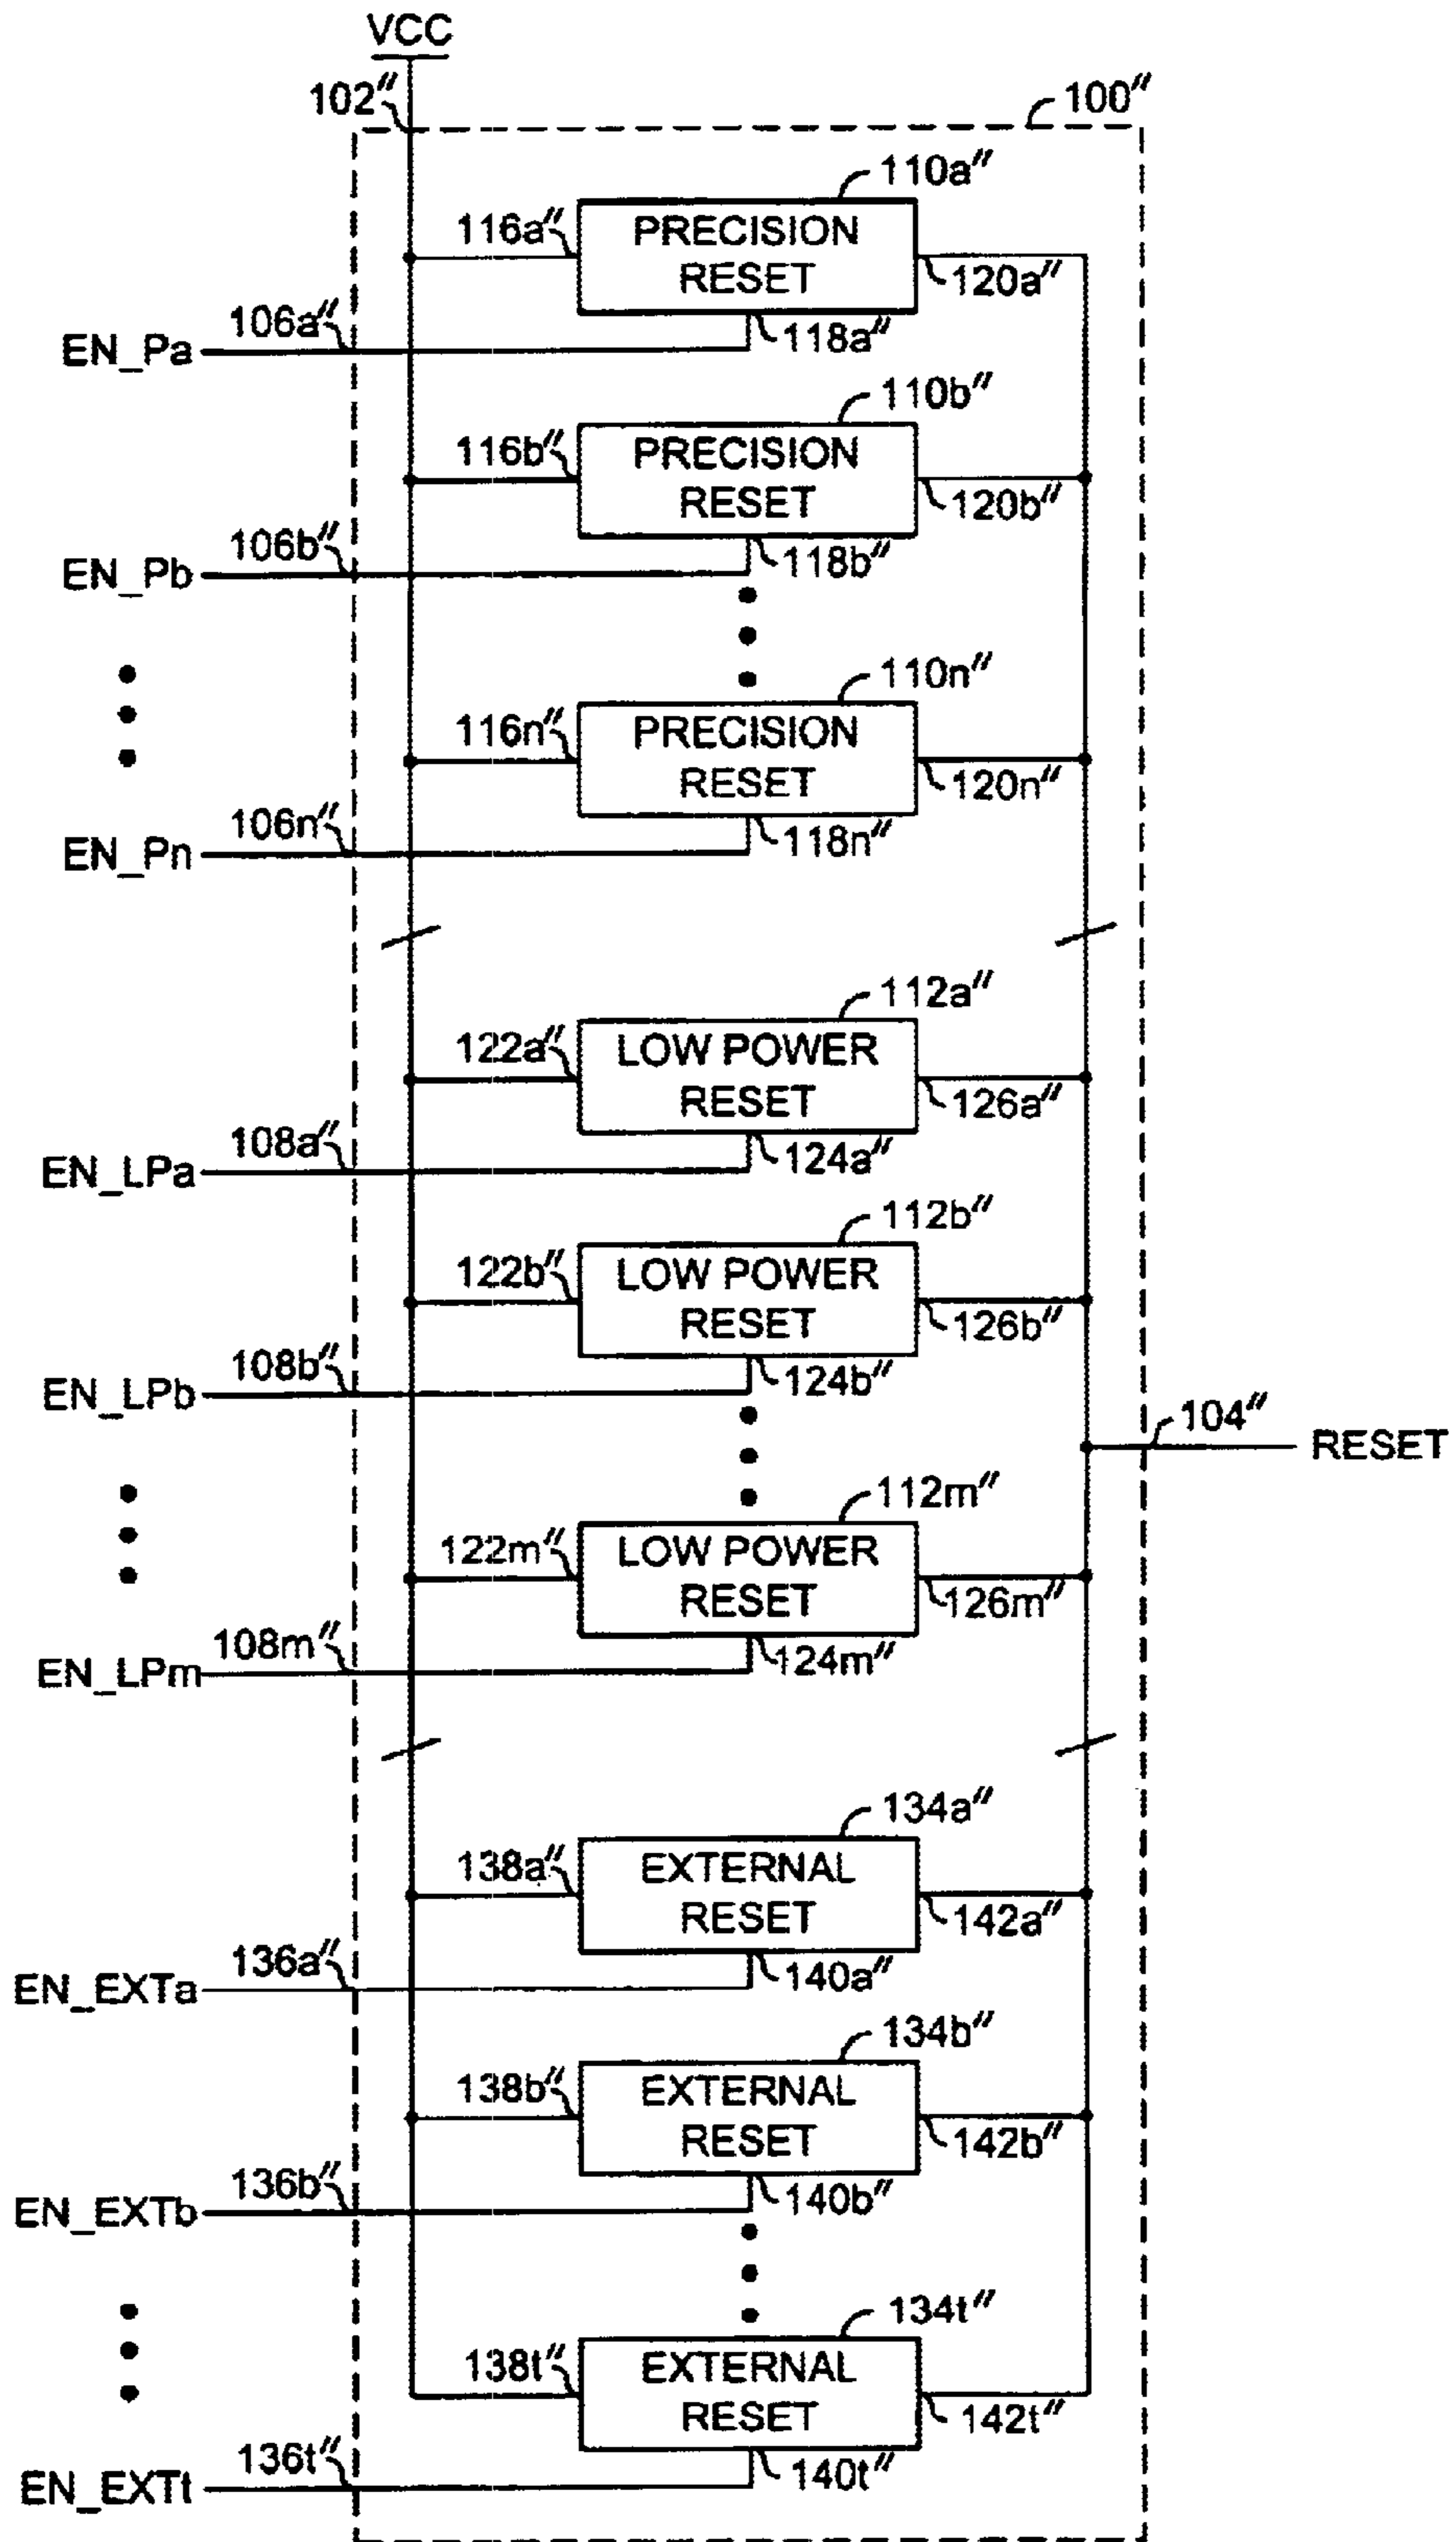 VCC
102"
100"
110a"
116a"
PRECISION
RESET
120a"
106a"
EN_Pa
118a"
110b"
116b"
PRECISION
RESET
120b"
106b"
EN_Pb
118b"
110n"
116n"
PRECISION
RESET
120n"
106n"
EN_Pn
118n"
112a"
122a"
LOW POWER
RESET
126a"
108a"
EN_LPa
124a"
112b"
122b"
LOW POWER
RESET
126b"
108b"
EN_LPb
124b"
104"
RESET
112m"
122m"
LOW POWER
RESET
126m"
108m"
EN_LPm
124m"
134a"
138a"
EXTERNAL
RESET
142a"
136a"
EN_EXTa
140a"
134b"
138b"
EXTERNAL
RESET
142b"
136b"
EN_EXTb
140b"
134t"
138t"
EXTERNAL
RESET
142t"
136t"
EN_EXTt
140t"